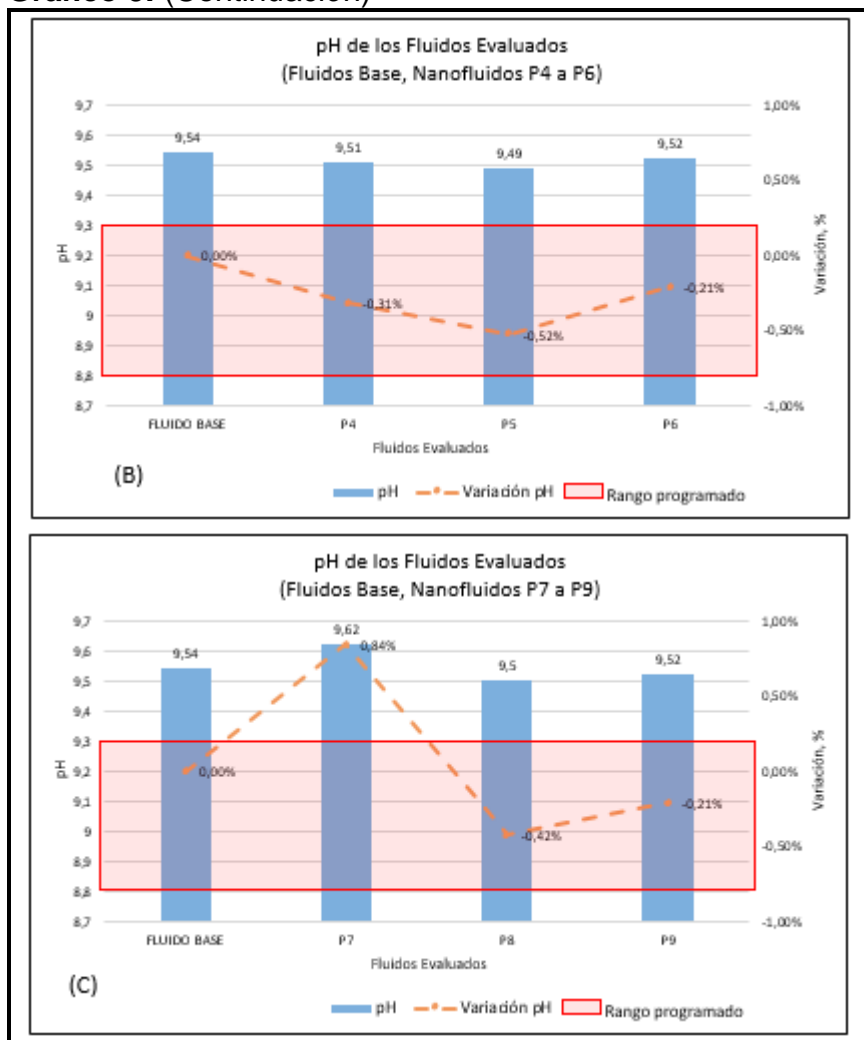 Gráfico 6. (Continuación)
pH de los Fluidos Evaluados
(Fluidos Base, Nanofluidos P4 a P6)
9,7
9,6
9,5
9,4
9,3
9,2
9,1
9
8,9
8,8
8,7
pH
9,54
9,51
9,49
9,52
0,00%
-0,31%
-0,52%
-0,21%
1,00%
0,50%
0,00%
-0,50%
-1,00%
Variación, %
FLUIDO BASE P4 P5 P6
Fluidos Evaluados
(B)
pH Variación pH Rango programado
pH de los Fluidos Evaluados
(Fluidos Base, Nanofluidos P7 a P9)
9,7
9,6
9,5
9,4
9,3
9,2
9,1
9
8,9
8,8
8,7
pH
9,54
9,62
9,5
9,52
0,00%
0,84%
-0,42%
-0,21%
1,00%
0,50%
0,00%
-0,50%
-1,00%
Variación, %
FLUIDO BASE P7 P8 P9
Fluidos Evaluados
(C)
pH Variación pH Rango programado